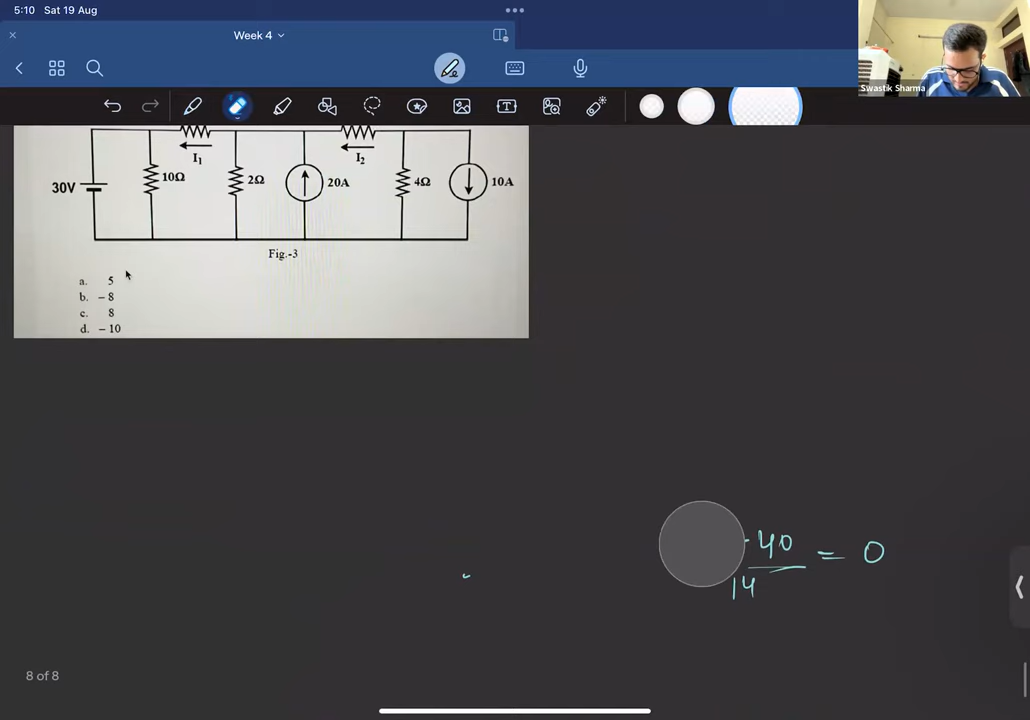 5:10 Sat 19 Aug
Week 4
Swastik Sharma
I1
I2
30V
10Ω
2Ω
20A
4Ω
10A
Fig.-3
a. 5
b. – 8
c. 8
d. – 10
- 40 = 0
14
8 of 8